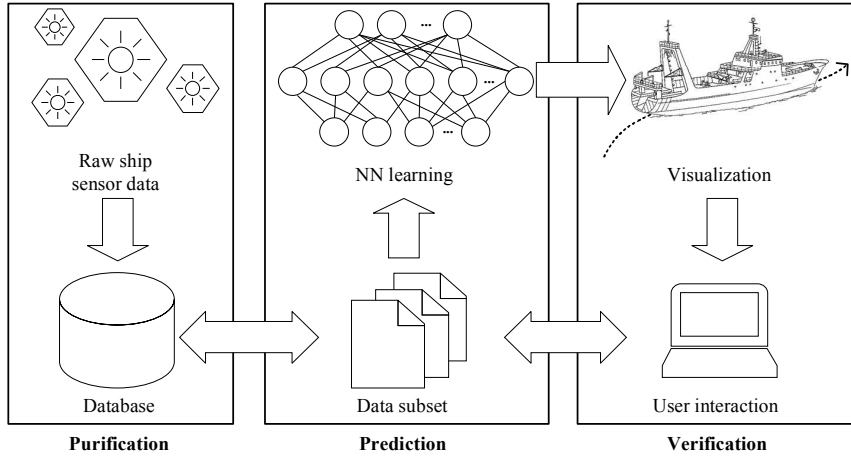 Raw ship
sensor data
NN learning
Visualization
Database
Data subset
User interaction
Purification
Prediction
Verification